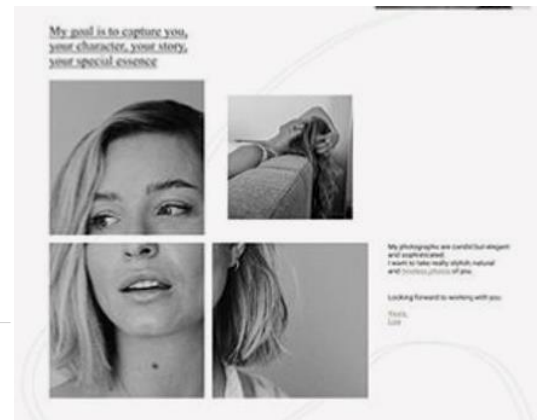 My goal is to capture you,
your character, your story,
your special essence
My photographs are candid but elegant
and sophisticated.
I want to take really stylish, natural
and timeless photos of you.
Looking forward to working with you.